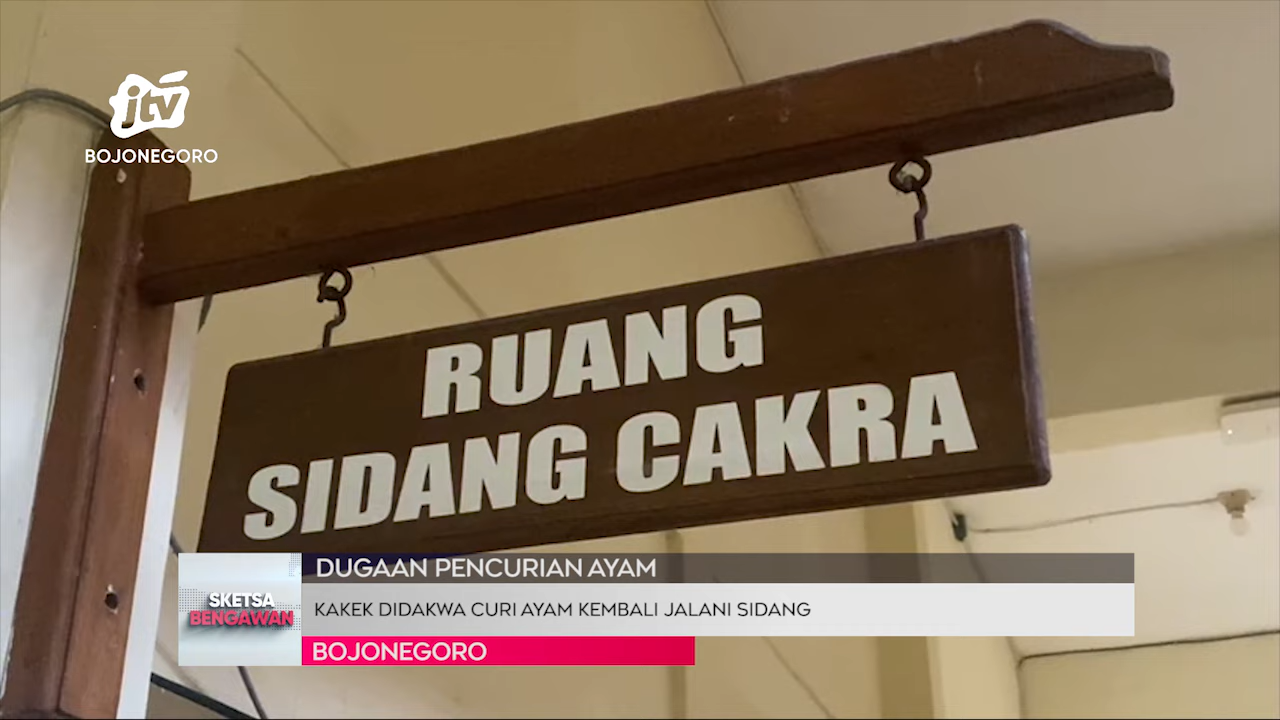 jtv
BOJONEGORO
RUANG
SIDANG CAKRA
DUGAAN PENCURIAN AYAM
SKETSA
BENGAWAN
KAKEK DIDAKWA CURI AYAM KEMBALI JALANI SIDANG
BOJONEGORO